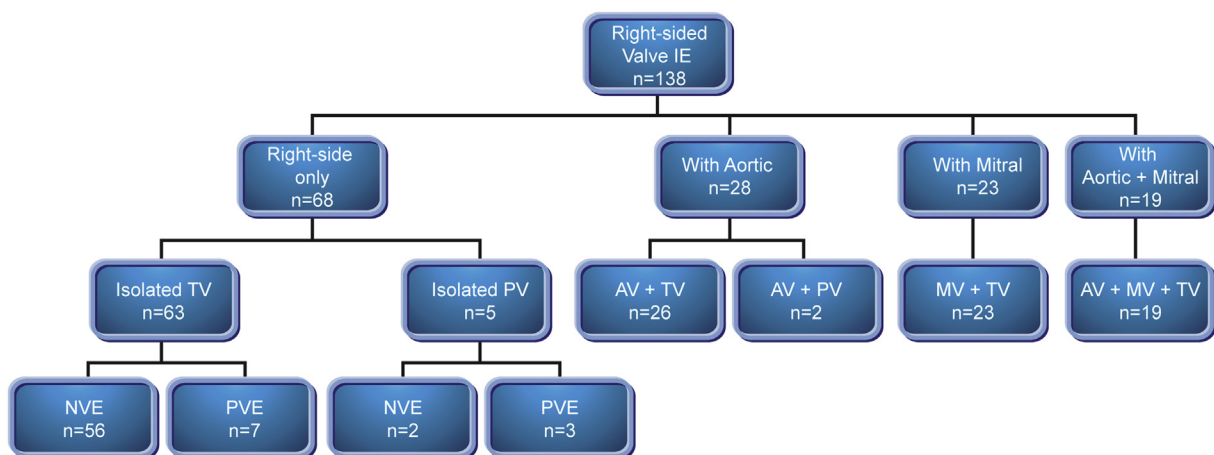 Right-sided
Valve IE
n=138
Right-side
only
n=68
With Aortic
n=28
With Mitral
n=23
With
Aortic + Mitral
n=19
Isolated TV
n=63
Isolated PV
n=5
AV + TV
n=26
AV + PV
n=2
MV + TV
n=23
AV + MV + TV
n=19
NVE
n=56
PVE
n=7
NVE
n=2
PVE
n=3